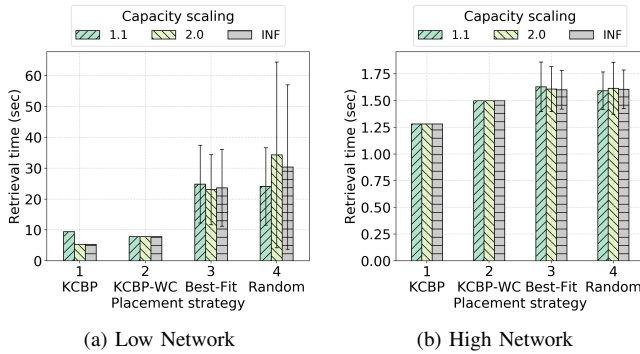 Capacity scaling
1.1 2.0 INF
Retrieval time (sec)
60
50
40
30
20
10
0
1 2 3 4
KCBP KCBP-WC Best-Fit Random
Placement strategy
(a) Low Network
Capacity scaling
1.1 2.0 INF
Retrieval time (sec)
1.75
1.50
1.25
1.00
0.75
0.50
0.25
0.00
1 2 3 4
KCBP KCBP-WC Best-Fit Random
Placement strategy
(b) High Network